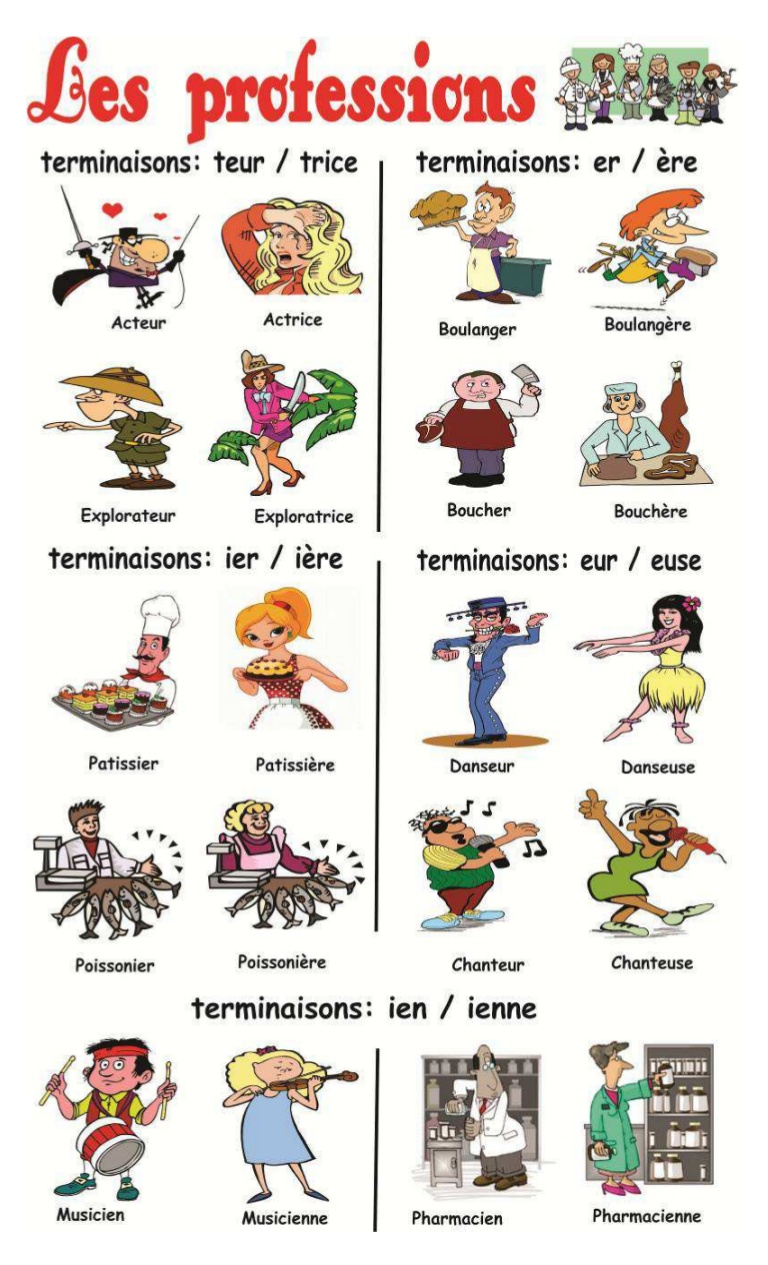 Les professions
terminaisons: teur / trice
Acteur
Actrice
Explorateur
Exploratrice
terminaisons: er / ère
Boulanger
Boulangère
Boucher
Bouchère
terminaisons: ier / ière
Patissier
Patissière
Poissonier
Poissonière
terminaisons: eur / euse
Danseur
Danseuse
Chanteur
Chanteuse
terminaisons: ien / ienne
Musicien
Musicienne
Pharmacien
Pharmacienne